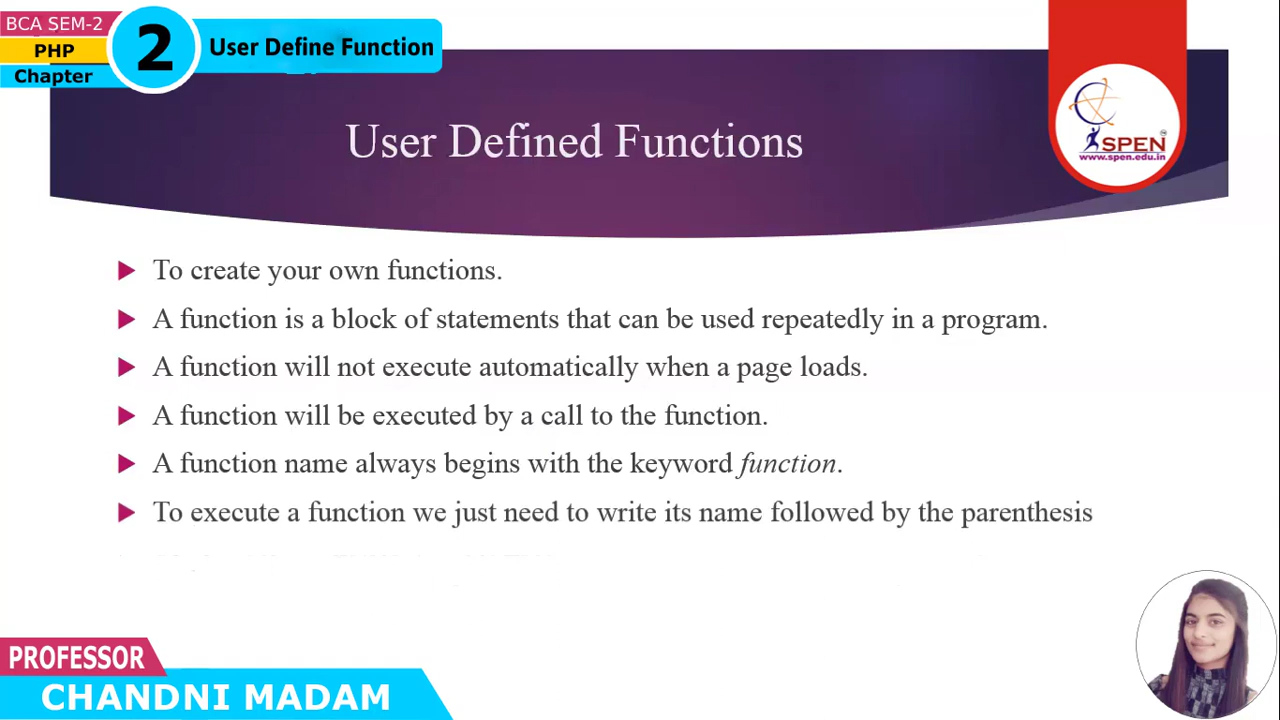 BCA SEM-2
PHP
Chapter
2
User Define Function
User Defined Functions
SPEN
TM
www.spen.edu.in
To create your own functions.
A function is a block of statements that can be used repeatedly in a program.
A function will not execute automatically when a page loads.
A function will be executed by a call to the function.
A function name always begins with the keyword function.
To execute a function we just need to write its name followed by the parenthesis
PROFESSOR
CHANDNI MADAM